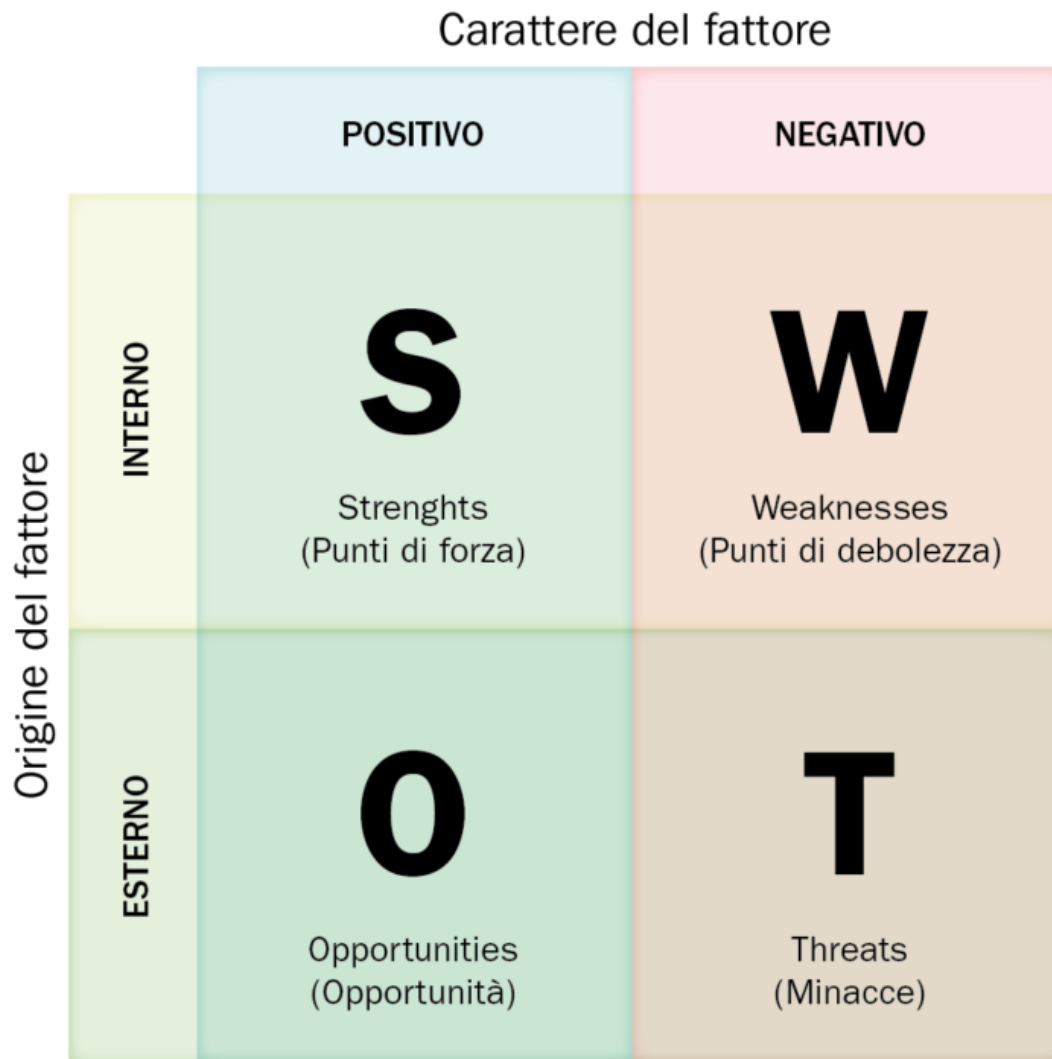 Carattere del fattore
POSITIVO
NEGATIVO
Origine del fattore
INTERNO
S
Strenghts
(Punti di forza)
W
Weaknesses
(Punti di debolezza)
ESTERNO
O
Opportunities
(Opportunità)
T
Threats
(Minacce)